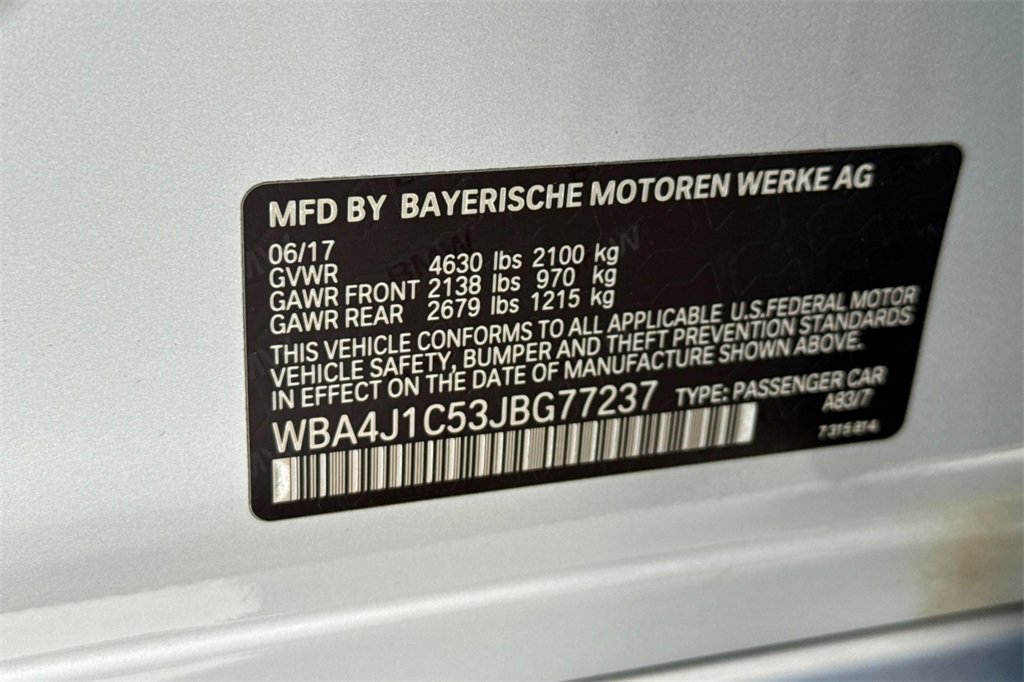 MFD BY BAYERISCHE MOTOREN WERKE AG
06/17
GVWR 4630 lbs 2100 kg
GAWR FRONT 2138 lbs 970 kg
GAWR REAR 2679 lbs 1215 kg
THIS VEHICLE CONFORMS TO ALL APPLICABLE U.S.FEDERAL MOTOR
VEHICLE SAFETY, BUMPER AND THEFT PREVENTION STANDARDS
IN EFFECT ON THE DATE OF MANUFACTURE SHOWN ABOVE.
WBA4J1C53JBG77237 TYPE: PASSENGER CAR
A83/7